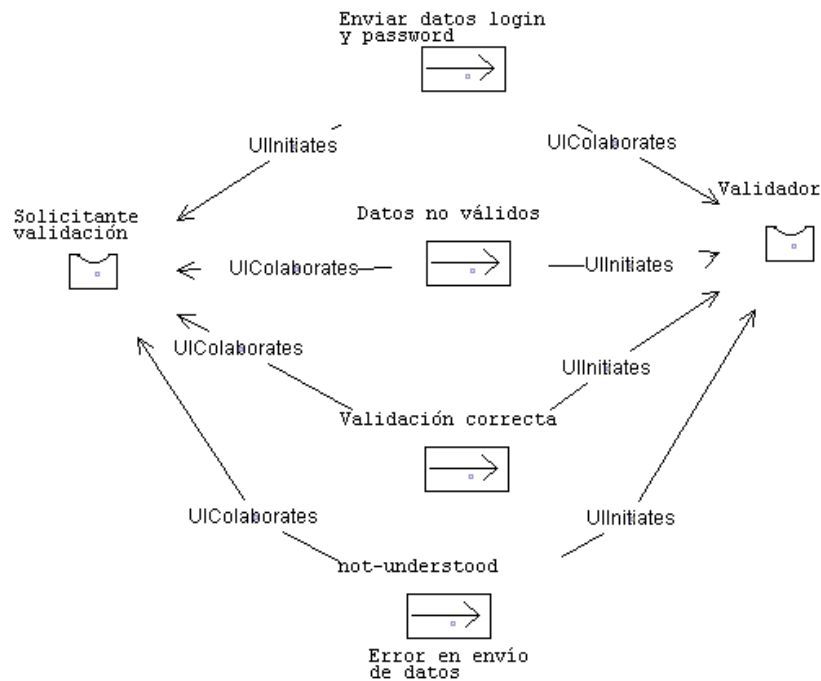 Enviar datos login
y password
UIInitiates
UIColaborates
Validador
Solicitante
validación
Datos no válidos
UIColaborates
UIInitiates
UIColaborates
UIInitiates
Validación correcta
UIColaborates
UIInitiates
not-understood
Error en envío
de datos